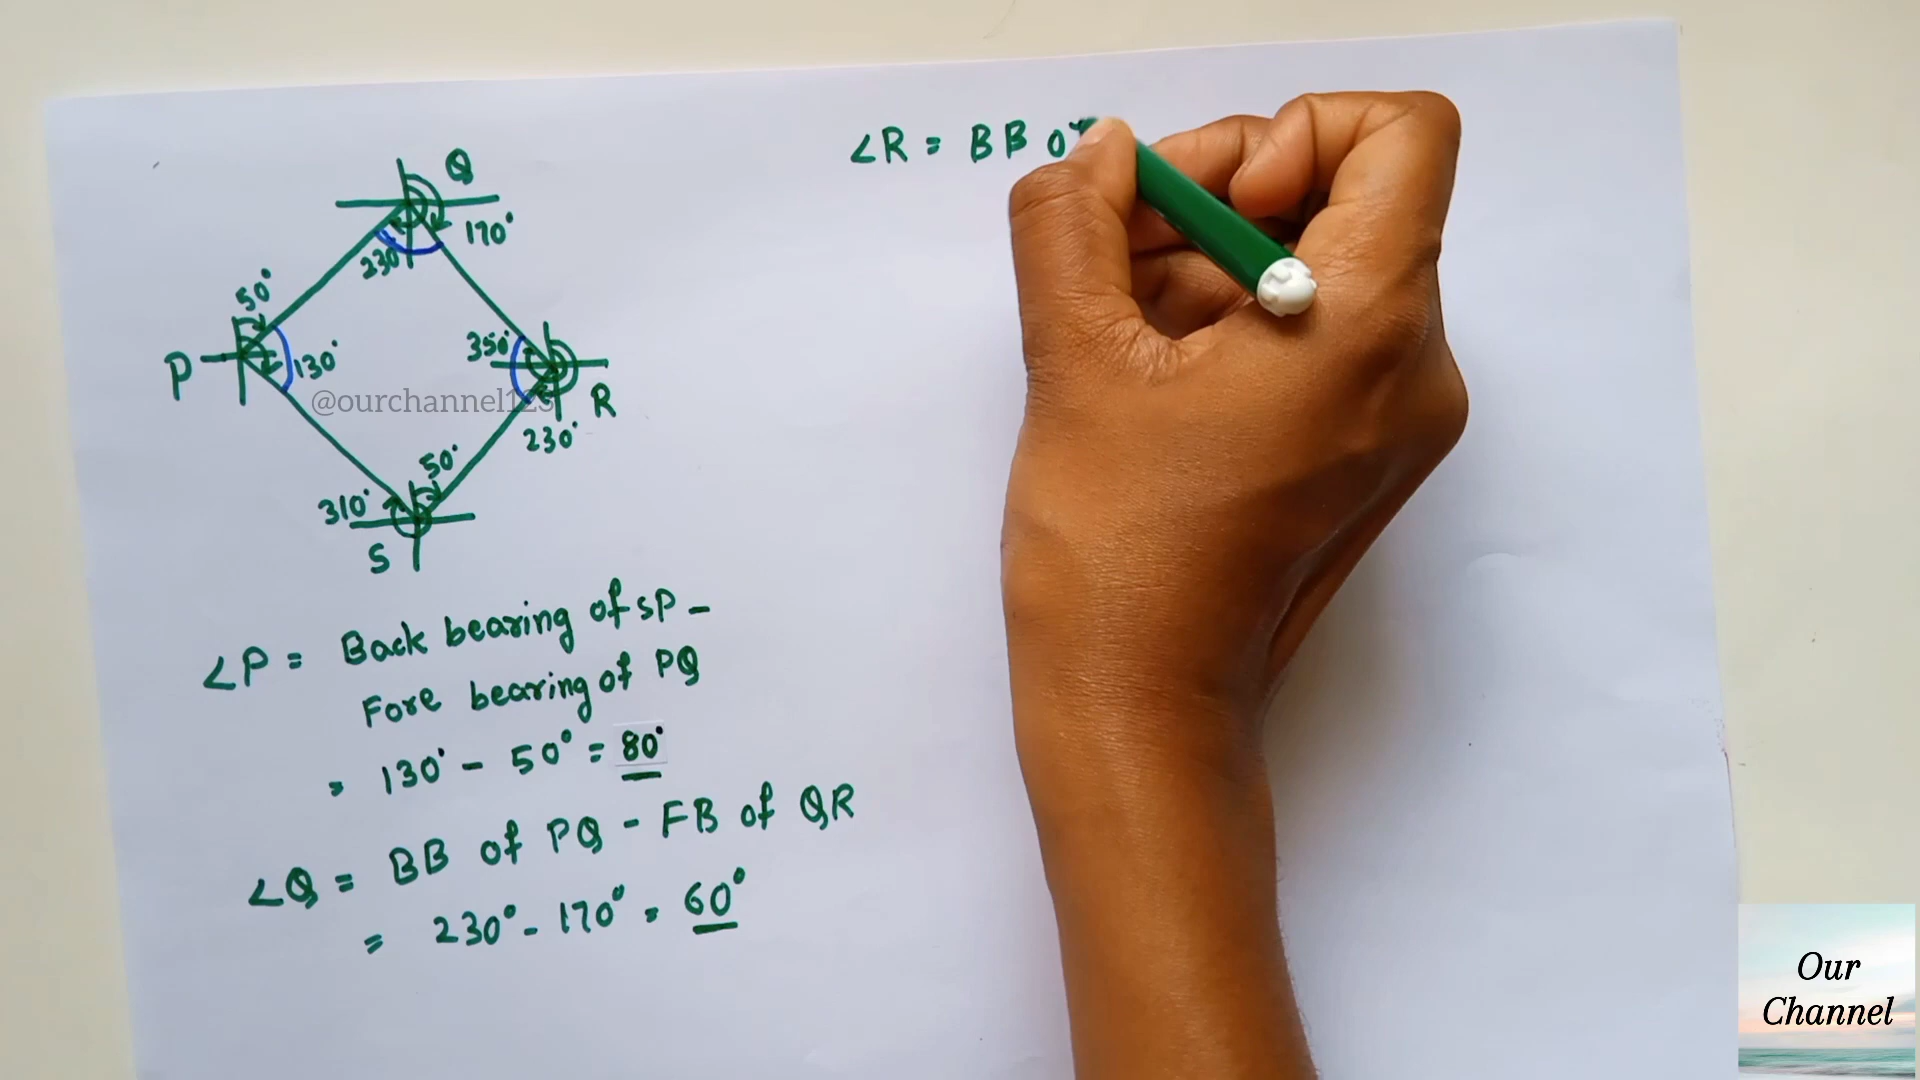 Q
170°
230°
50°
P
130°
350°
@ourchannel123
R
230°
50°
310°
S
∠P = Back bearing of SP -
Fore bearing of PQ
= 130° - 50° = 80°
∠Q = BB of PQ - FB of QR
= 230° - 170° = 60°
∠R = BB of
Our
Channel